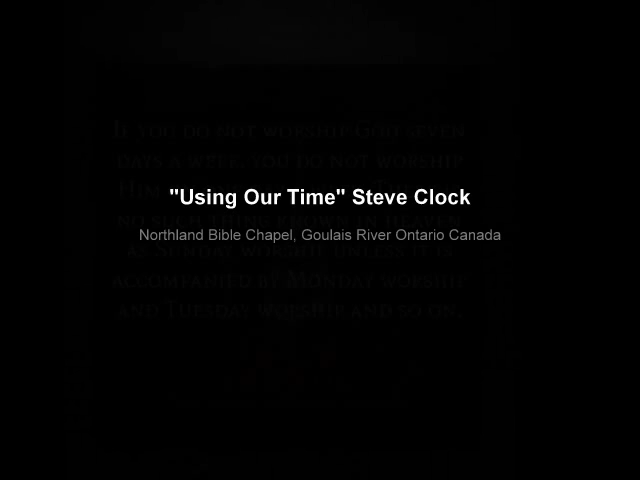 IF YOU DO NOT WORSHIP GOD SEVEN
DAYS A WEEK, YOU DO NOT WORSHIP
HIM
"Using Our Time" Steve Clock
NO SUCH THING KNOWN IN HEAVEN
Northland Bible Chapel, Goulais River Ontario Canada
AS SUNDAY WORSHIP UNLESS IT IS
ACCOMPANIED BY MONDAY WORSHIP
AND TUESDAY WORSHIP AND SO ON.